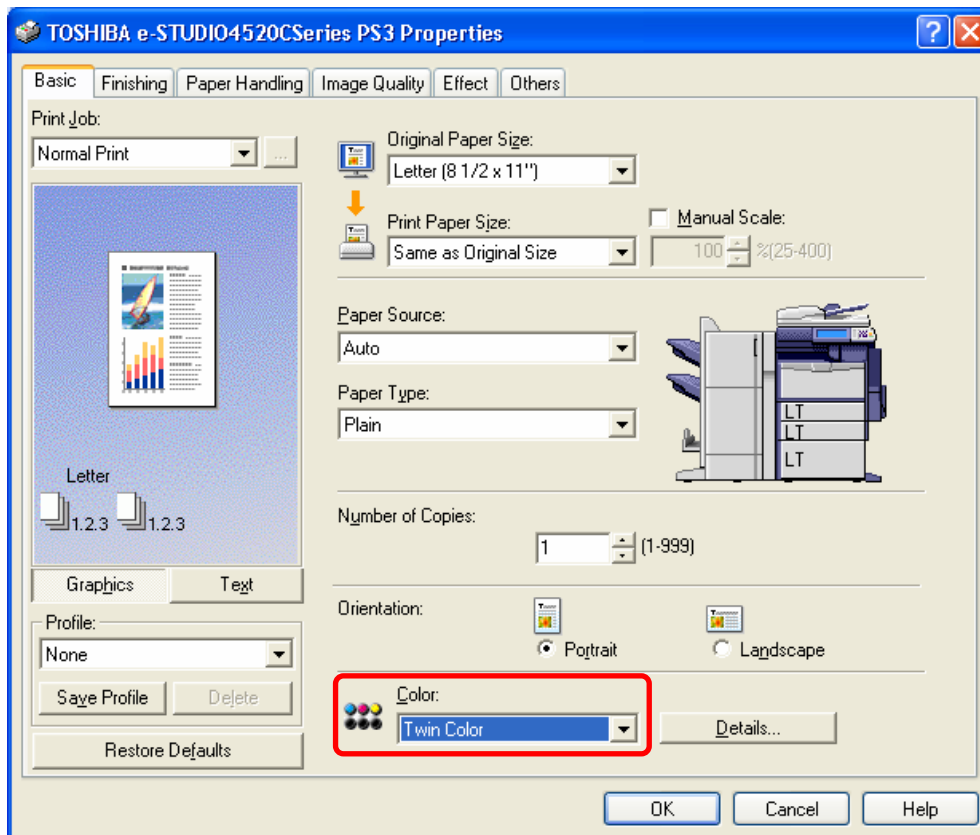 TOSHIBA e-STUDIO4520CSeries PS3 Properties
Basic
Finishing
Paper Handling
Image Quality
Effect
Others
Print Job:
Normal Print
...
Letter
1.2.3
1.2.3
Graphics
Text
Profile:
None
Save Profile
Delete
Restore Defaults
Original Paper Size:
Letter (8 1/2 x 11")
Print Paper Size:
Same as Original Size
Manual Scale:
100 %(25-400)
Paper Source:
Auto
Paper Type:
Plain
LT
LT
LT
Number of Copies:
1 (1-999)
Orientation:
Portrait
Landscape
Color:
Twin Color
Details...
OK
Cancel
Help